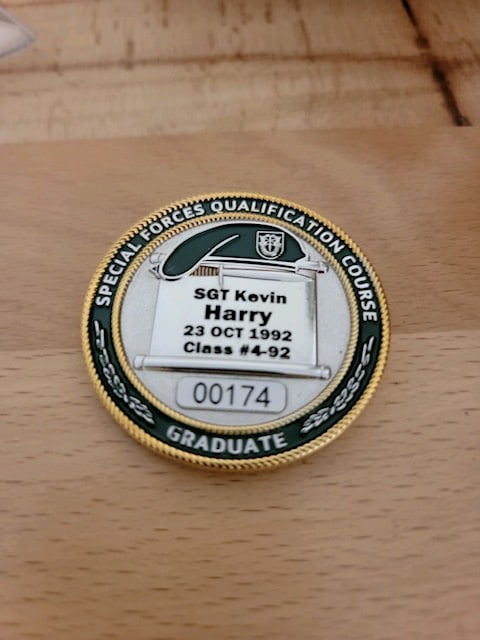 SPECIAL FORCES QUALIFICATION COURSE
SGT Kevin
Harry
23 OCT 1992
Class #4-92
00174
GRADUATE